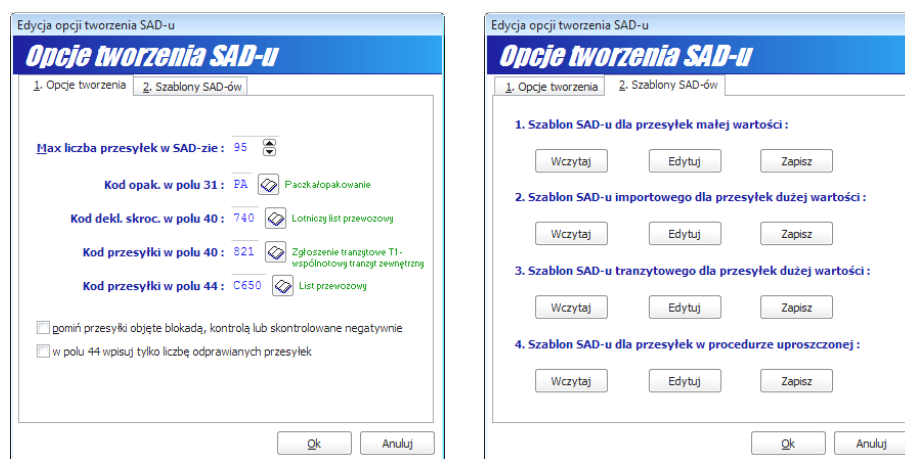 Edycja opcji tworzenia SAD-u
Opcje tworzenia SAD-u
1. Opcje tworzenia
2. Szablony SAD-ów
Max liczba przesyłek w SAD-zie : 95
Kod opak. w polu 31 : PA Paczka/opakowanie
Kod dekl. skroc. w polu 40 : 740 Lotniczy list przewozowy
Kod przesyłki w polu 40 : 821 Zgłoszenie tranzytowe T1-
wspólnotowy tranzyt zewnętrzny
Kod przesyłki w polu 44 : C650 List przewozowy
pomiń przesyłki objęte blokadą, kontrolą lub skontrolowane negatywnie
w polu 44 wpisuj tylko liczbę odprawianych przesyłek
Ok Anuluj
Edycja opcji tworzenia SAD-u
Opcje tworzenia SAD-u
1. Opcje tworzenia
2. Szablony SAD-ów
1. Szablon SAD-u dla przesyłek małej wartości :
Wczytaj Edytuj Zapisz
2. Szablon SAD-u importowego dla przesyłek dużej wartości :
Wczytaj Edytuj Zapisz
3. Szablon SAD-u tranzytowego dla przesyłek dużej wartości :
Wczytaj Edytuj Zapisz
4. Szablon SAD-u dla przesyłek w procedurze uproszczonej :
Wczytaj Edytuj Zapisz
Ok Anuluj